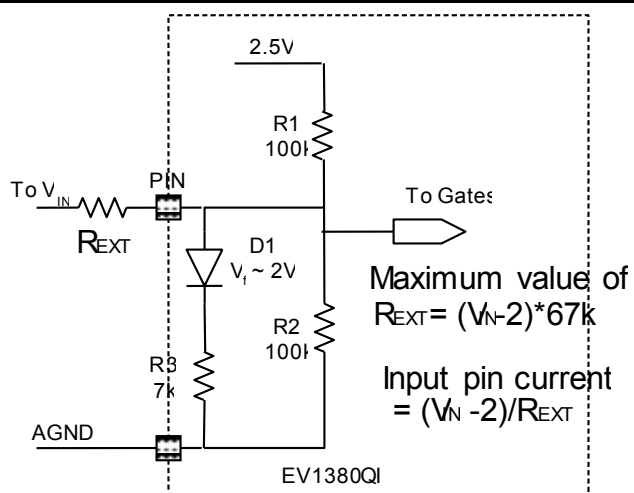 2.5V
R1
100k
To VIN
PIN
To Gates
REXT
D1
Vf ~ 2V
Maximum value of
REXT = (VIN-2)*67k
R2
100k
R3
7k
Input pin current
= (VIN -2)/REXT
AGND
EV1380QI